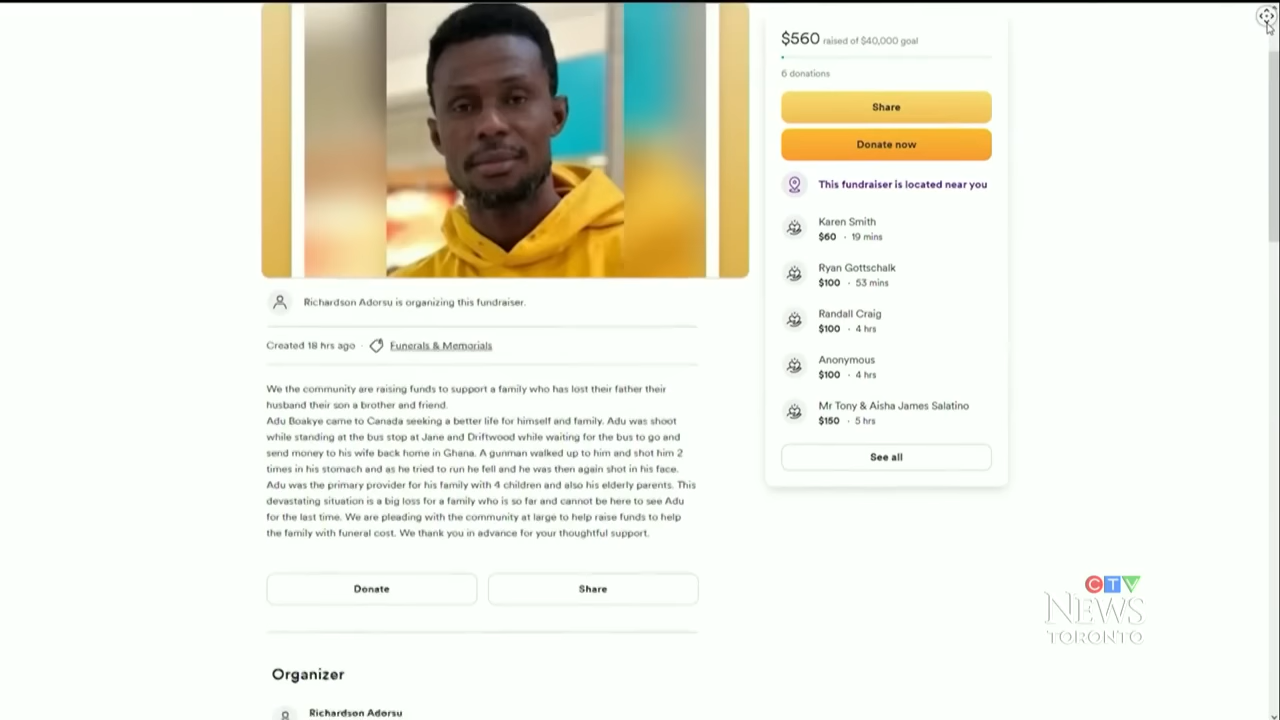 $560 raised of $40,000 goal
6 donations
Share
Donate now
This fundraiser is located near you
Karen Smith
$60 · 19 mins
Ryan Gottschalk
$100 · 53 mins
Randall Craig
$100 · 4 hrs
Anonymous
$100 · 4 hrs
Mr Tony & Aisha James Salatino
$150 · 5 hrs
See all
Richardson Adorsu is organizing this fundraiser.
Created 18 hrs ago · Funerals & Memorials
We the community are raising funds to support a family who has lost their father their
husband their son a brother and friend.
Adu Boakye came to Canada seeking a better life for himself and family. Adu was shoot
while standing at the bus stop at Jane and Driftwood while waiting for the bus to go and
send money to his wife back home in Ghana. A gunman walked up to him and shot him 2
times in his stomach and as he tried to run he fell and he was then again shot in his face.
Adu was the primary provider for his family with 4 children and also his elderly parents. This
devastating situation is a big loss for a family who is so far and cannot be here to see Adu
for the last time. We are pleading with the community at large to help raise funds to help
the family with funeral cost. We thank you in advance for your thoughtful support.
Donate
Share
Organizer
Richardson Adorsu
CTV
NEWS
TORONTO